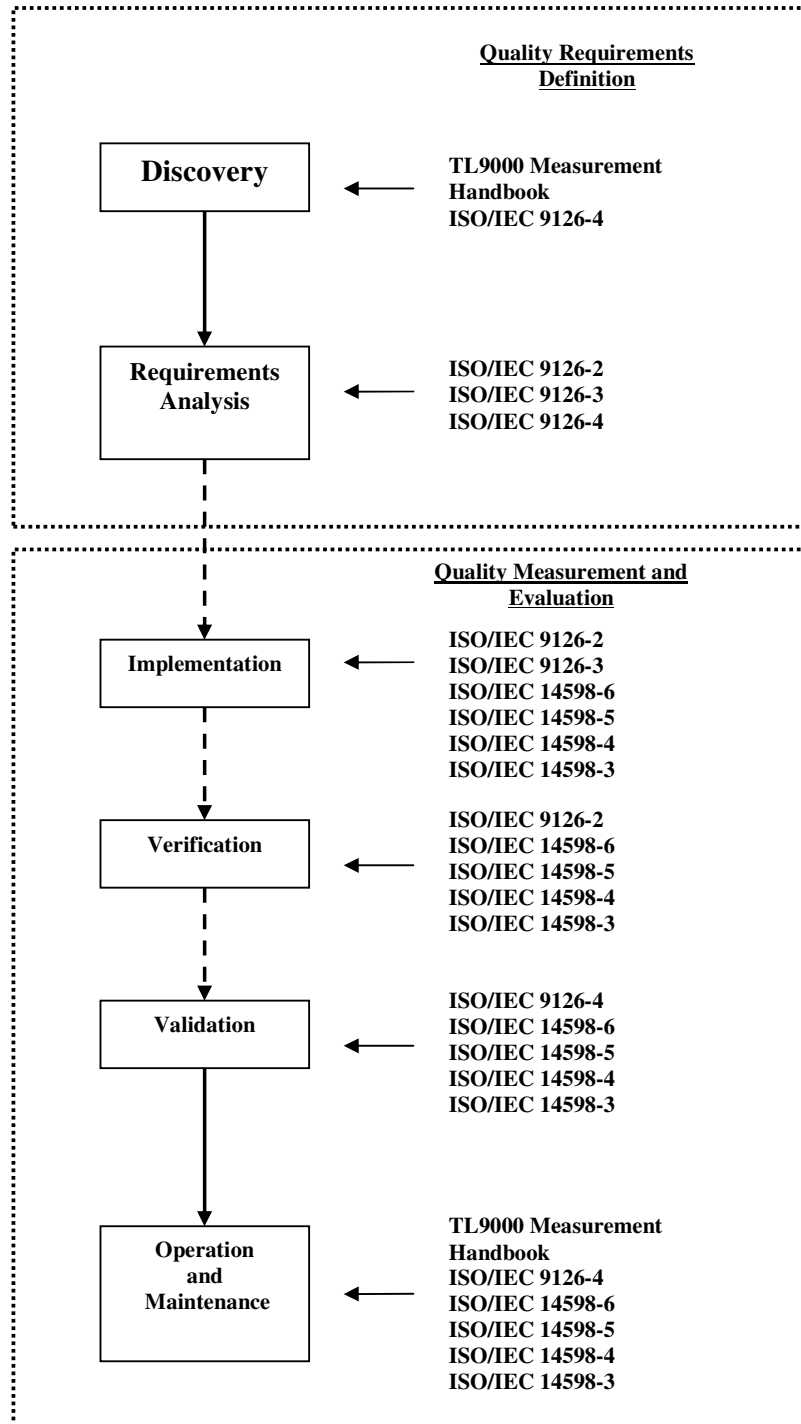 Quality Requirements
Definition
Discovery
TL9000 Measurement
Handbook
ISO/IEC 9126-4
Requirements
Analysis
ISO/IEC 9126-2
ISO/IEC 9126-3
ISO/IEC 9126-4
Quality Measurement and
Evaluation
Implementation
ISO/IEC 9126-2
ISO/IEC 9126-3
ISO/IEC 14598-6
ISO/IEC 14598-5
ISO/IEC 14598-4
ISO/IEC 14598-3
Verification
ISO/IEC 9126-2
ISO/IEC 14598-6
ISO/IEC 14598-5
ISO/IEC 14598-4
ISO/IEC 14598-3
Validation
ISO/IEC 9126-4
ISO/IEC 14598-6
ISO/IEC 14598-5
ISO/IEC 14598-4
ISO/IEC 14598-3
Operation
and
Maintenance
TL9000 Measurement
Handbook
ISO/IEC 9126-4
ISO/IEC 14598-6
ISO/IEC 14598-5
ISO/IEC 14598-4
ISO/IEC 14598-3